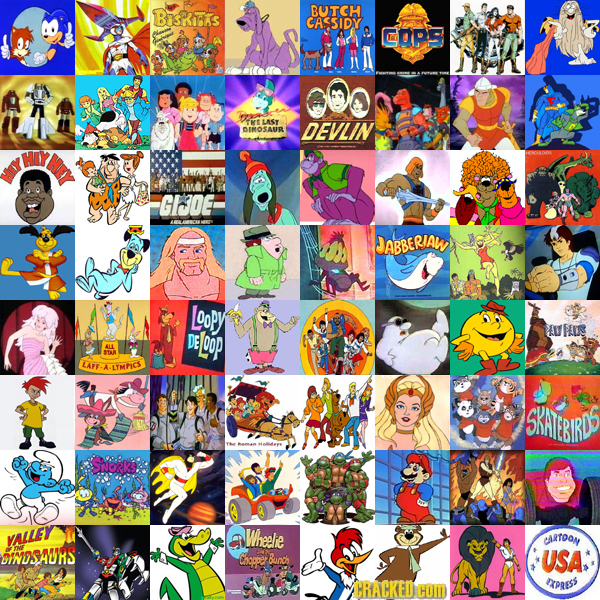 BISKITTS
BUTCH
CASSIDY
COPS
FIGHTING CRIME IN A FUTURE TIME
THE LAST
DINOSAUR
DEVLIN
HEY HEY HEY
GI JOE
A REAL AMERICAN HERO
HERCULOIDS
JABBERJAW
ALL
STAR
LAFF-A-LYMPICS
LOOPY
DE LOOP
The Roman Holidays
SKATEBIRDS
SNORKS
VALLEY
OF THE
DINOSAURS
Wheelie
and the
Chopper Bunch
CRACKED.com
CARTOON
USA
EXPRESS